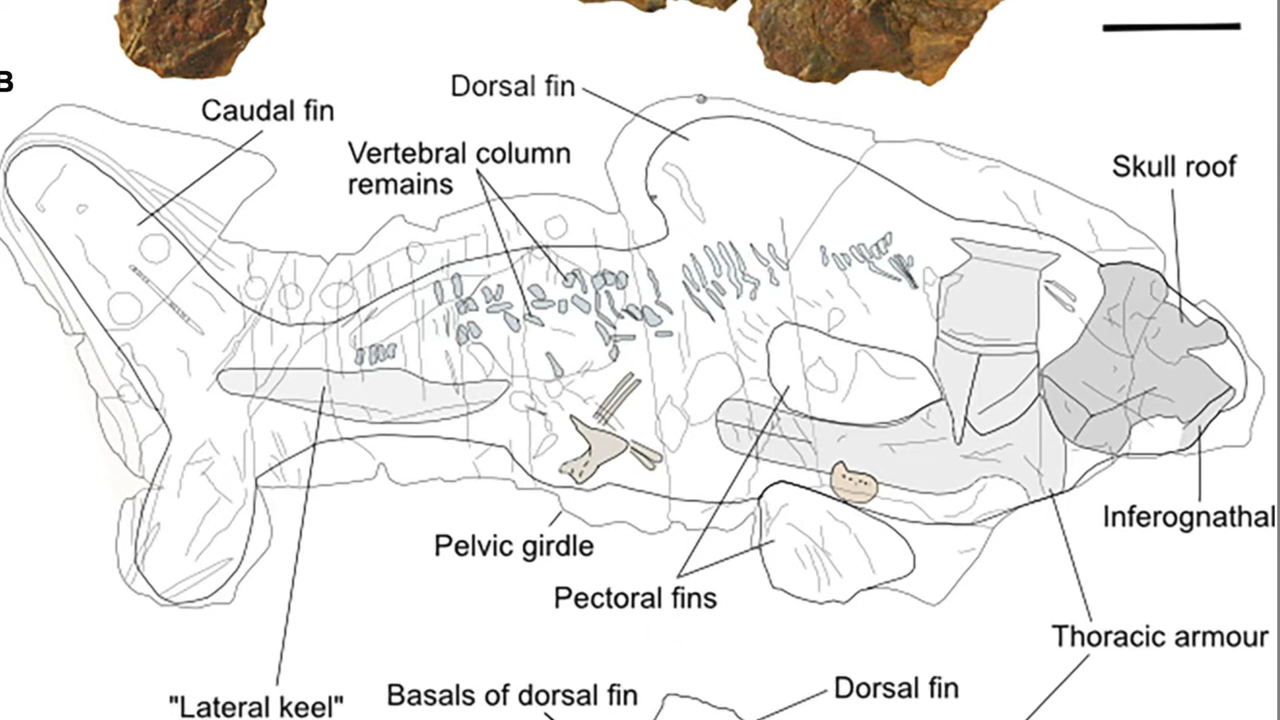 B
Caudal fin
Dorsal fin
Vertebral column
remains
Skull roof
Inferognathal
Pelvic girdle
Pectoral fins
Thoracic armour
"Lateral keel"
Basals of dorsal fin
Dorsal fin